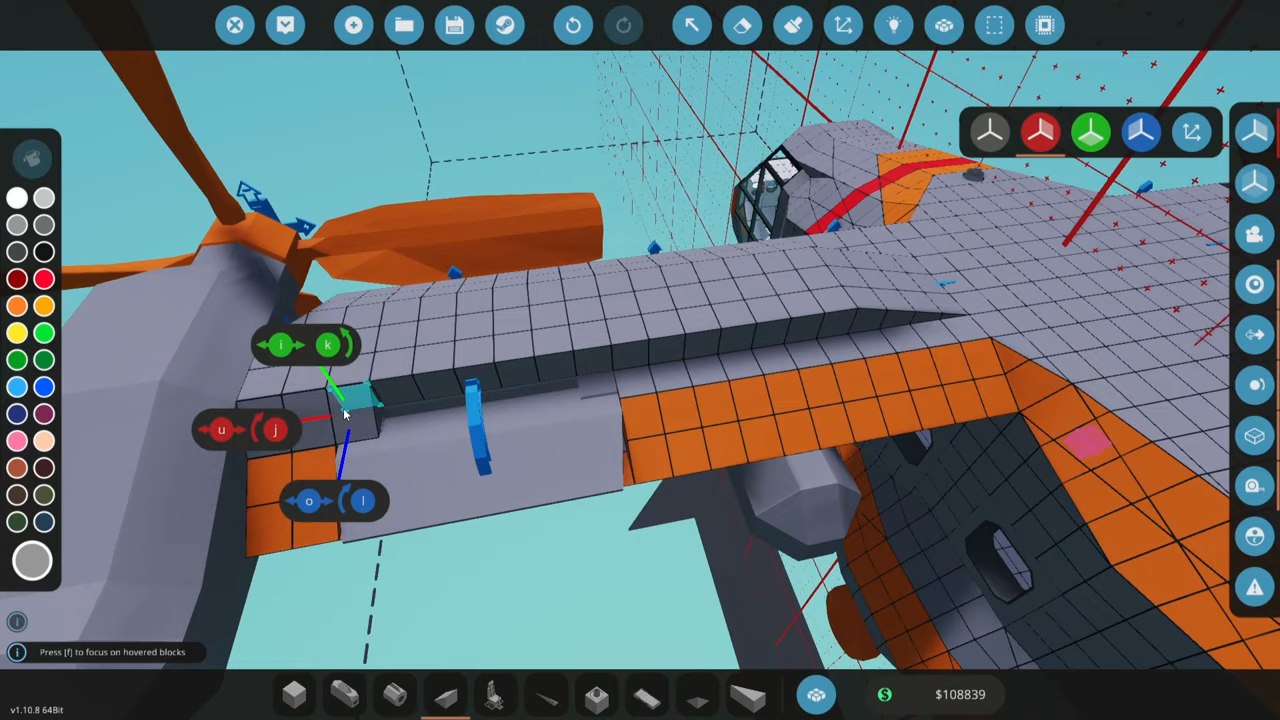 i k
u j
o l
Press [f] to focus on hovered blocks
v1.10.8 64Bit
$ $108839